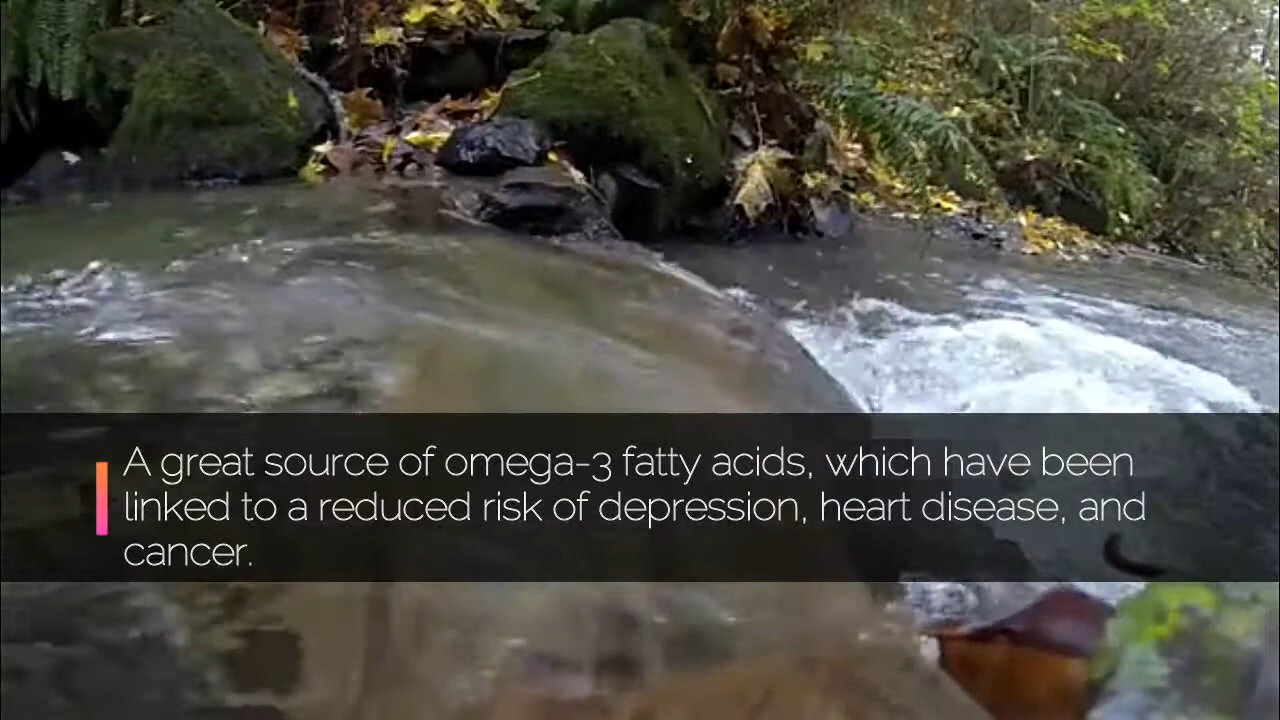 A great source of omega-3 fatty acids, which have been
linked to a reduced risk of depression, heart disease, and
cancer.